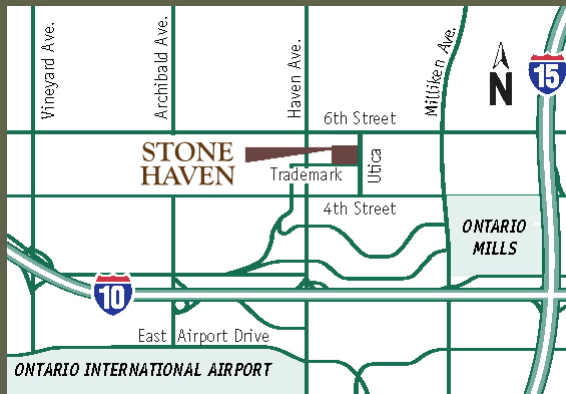 Vineyard Ave.
Archibald Ave.
Haven Ave.
Milliken Ave.
N
15
6th Street
STONE
HAVEN
Trademark
Utica
4th Street
ONTARIO
MILLS
10
East Airport Drive
ONTARIO INTERNATIONAL AIRPORT